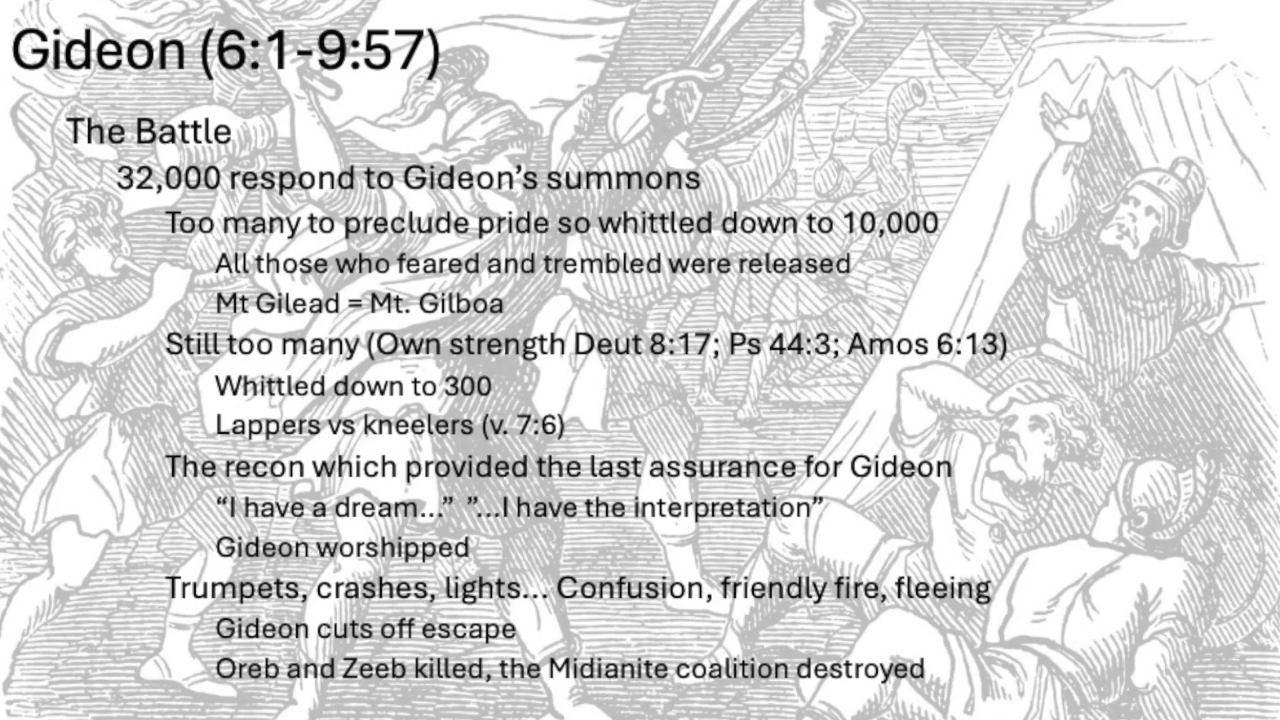 Gideon (6:1-9:57)
The Battle
32,000 respond to Gideon’s summons
Too many to preclude pride so whittled down to 10,000
All those who feared and trembled were released
Mt Gilead = Mt. Gilboa
Still too many (Own strength Deut 8:17; Ps 44:3; Amos 6:13)
Whittled down to 300
Lappers vs kneelers (v. 7:6)
The recon which provided the last assurance for Gideon
“I have a dream…” ”…I have the interpretation”
Gideon worshipped
Trumpets, crashes, lights… Confusion, friendly fire, fleeing
Gideon cuts off escape
Oreb and Zeeb killed, the Midianite coalition destroyed